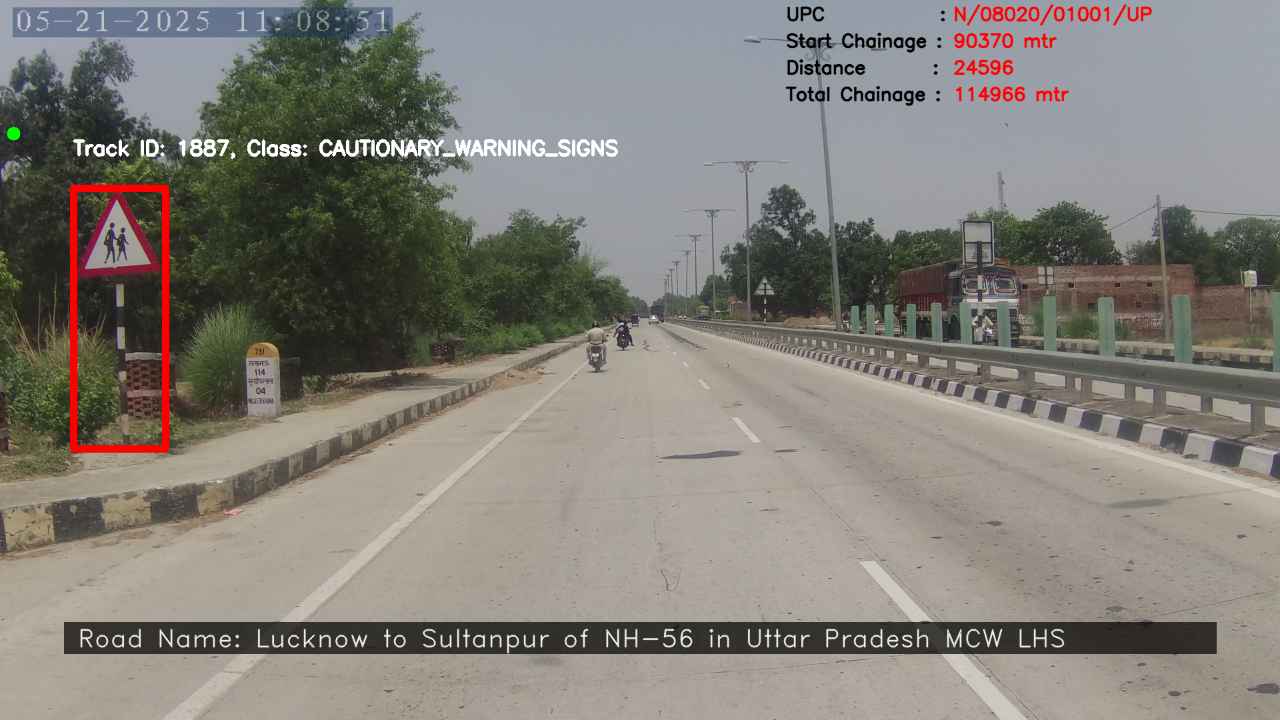 05-21-2025 11:08:51
UPC : N/08020/01001/UP
Start Chainage : 90370 mtr
Distance : 24596
Total Chainage : 114966 mtr
Track ID: 1887, Class: CAUTIONARY_WARNING_SIGNS
731
114
04
Road Name: Lucknow to Sultanpur of NH-56 in Uttar Pradesh MCW LHS